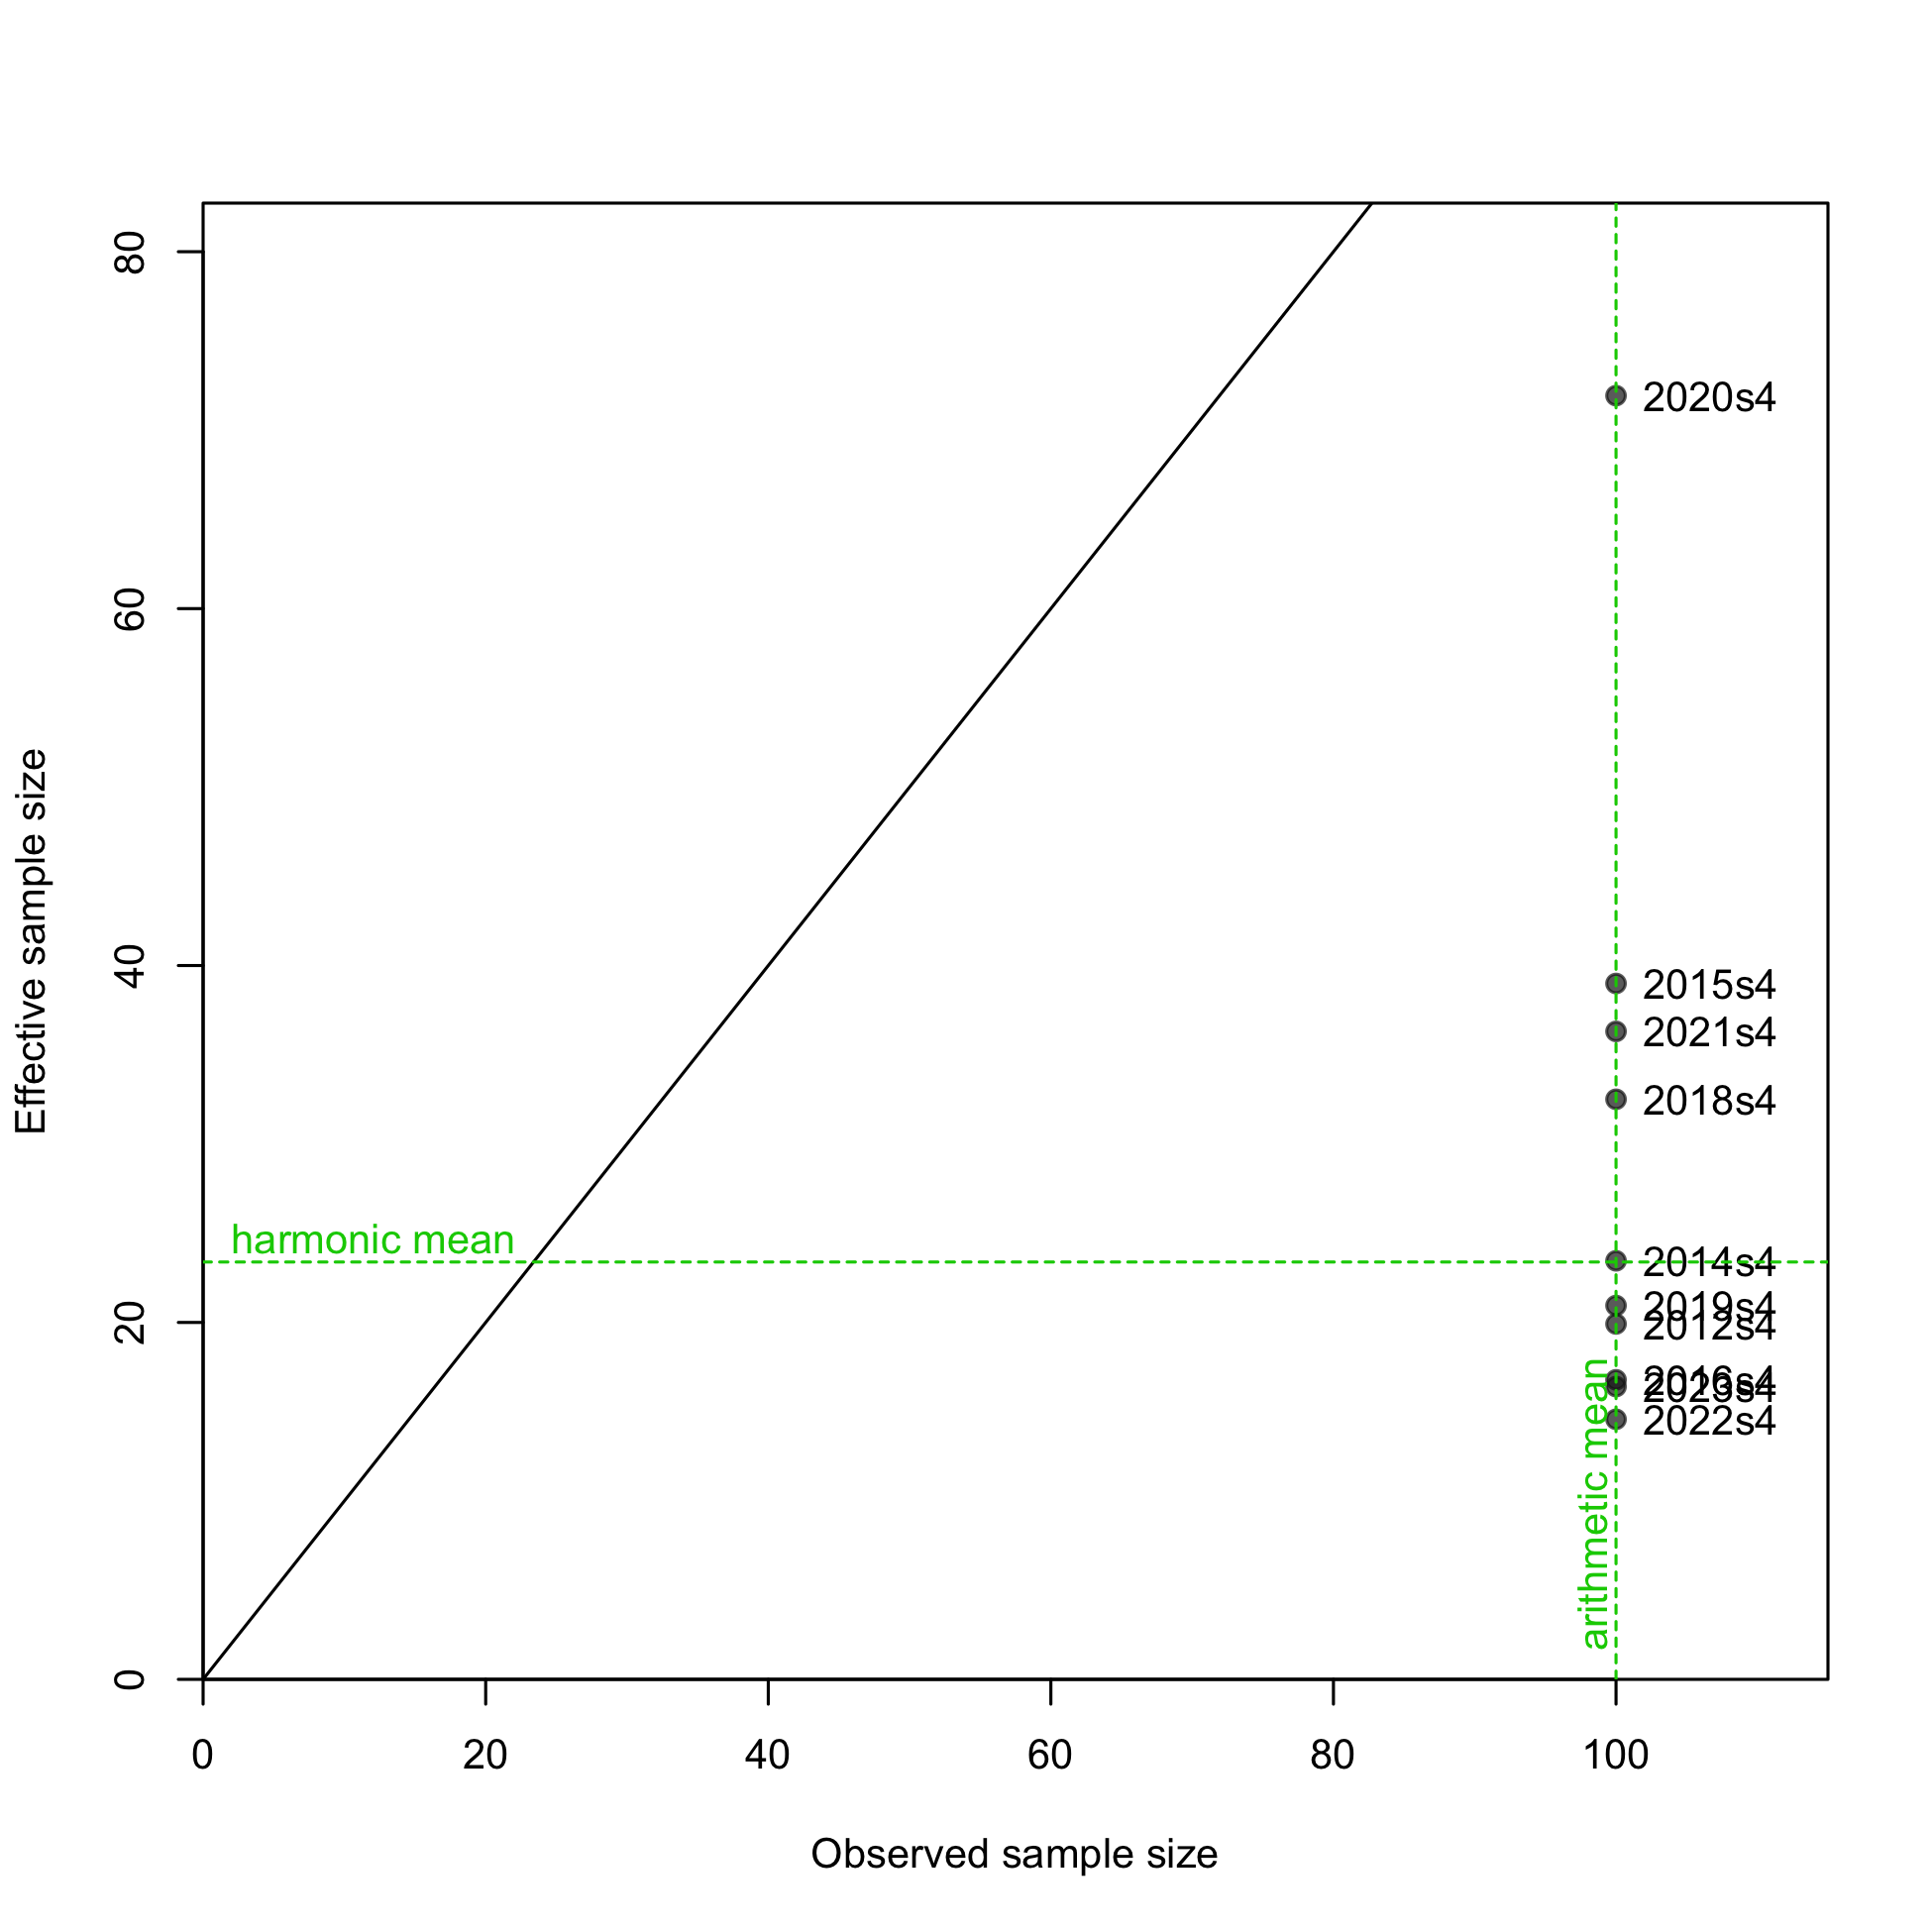 80
60
40
20
0
Effective sample size
2020s4
2015s4
2021s4
2018s4
harmonic mean
2014s4
2019s4
2012s4
2016s4
2022s4
arithmetic mean
0 20 40 60 80 100
Observed sample size